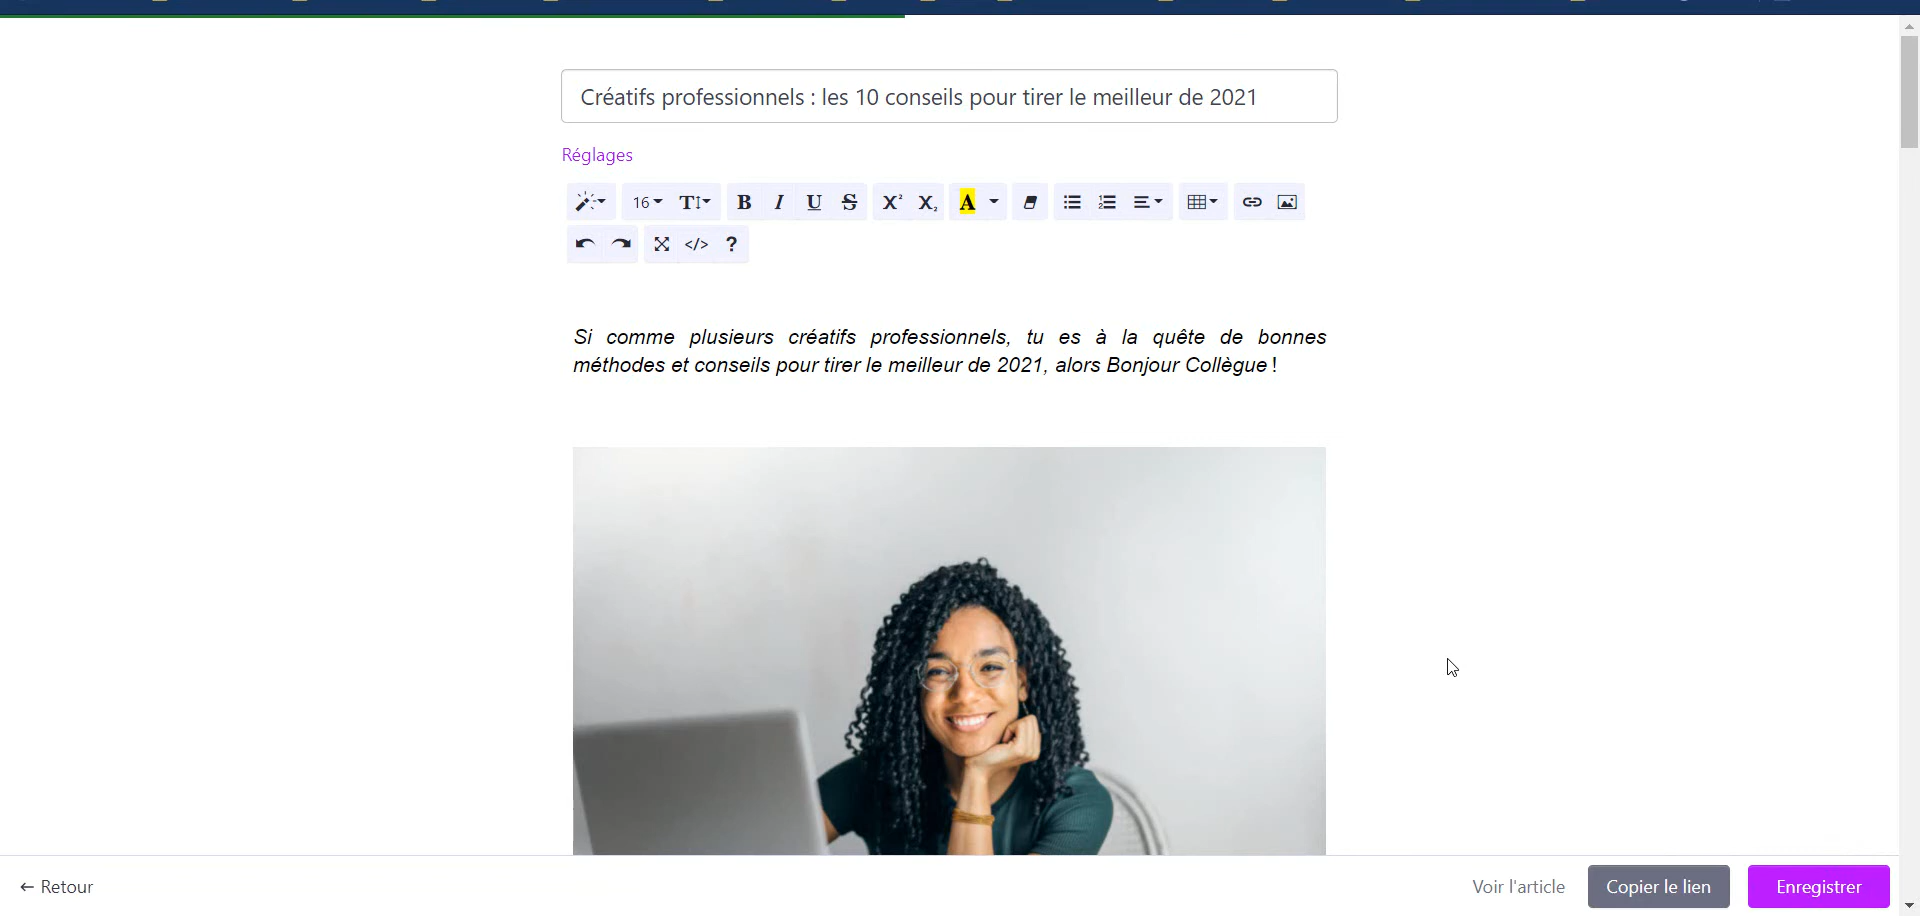 Créatifs professionnels : les 10 conseils pour tirer le meilleur de 2021
Réglages
16 T B I U S X² X₂ A
</> ?
Si comme plusieurs créatifs professionnels, tu es à la quête de bonnes
méthodes et conseils pour tirer le meilleur de 2021, alors Bonjour Collègue !
← Retour
Voir l'article
Copier le lien
Enregistrer